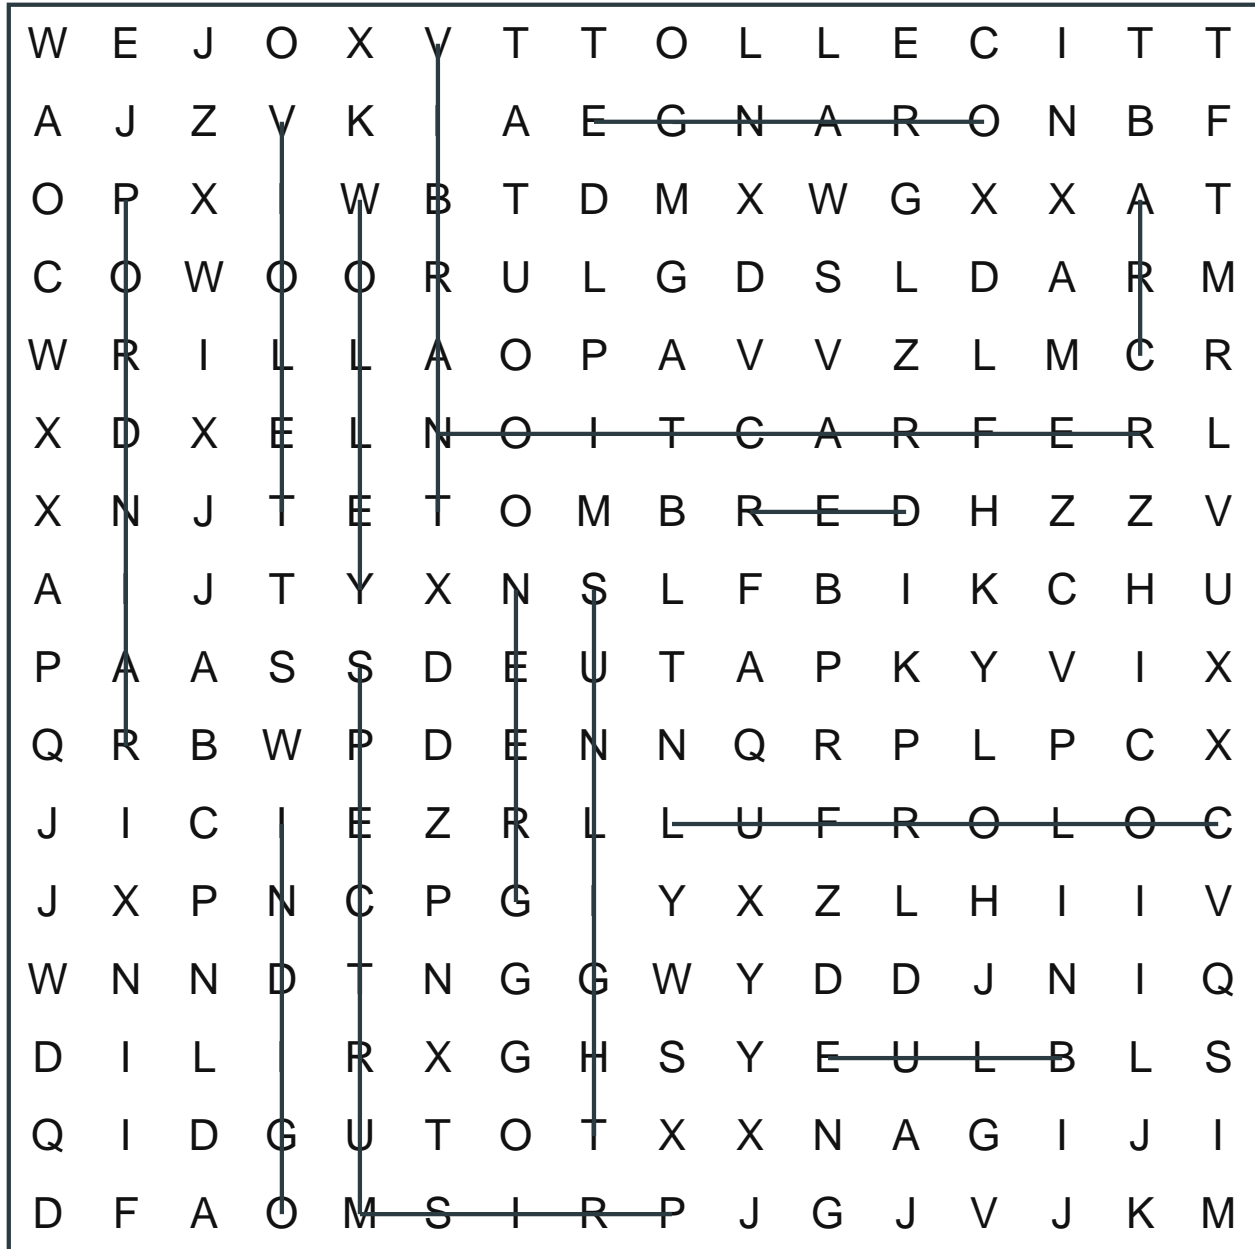 W E J O X V T T O L L E C I T T
A J Z V K I A E G N A R O N B F
O P X I W B T D M X W G X X A T
C O W O O R U L G D S L D A R M
W R I L L A O P A V V Z L M C R
X D X E L N O I T C A R F E R L
X N J T E T O M B R E D H Z Z V
A I J T Y X N S L F B I K C H U
P A A S S D E U T A P K Y V I X
Q R B W P D E N N Q R P L P C X
J I C I E Z R L L U F R O L O C
J X P N C P G I Y X Z L H I I V
W N N D T N G G W Y D D J N I Q
D I L I R X G H S Y E U L B L S
Q I D G U T O T X X N A G I J I
D F A O M S I R P J G J V J K M